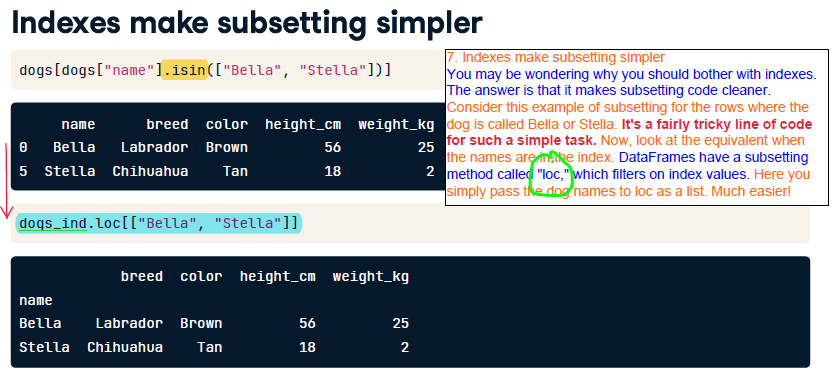 Indexes make subsetting simpler
dogs[dogs["name"].isin(["Bella", "Stella"])]
7. Indexes make subsetting simpler
You may be wondering why you should bother with indexes.
The answer is that it makes subsetting code cleaner.
Consider this example of subsetting for the rows where the
dog is called Bella or Stella. It's a fairly tricky line of code
for such a simple task. Now, look at the equivalent when
the names are in the index. DataFrames have a subsetting
method called "loc," which filters on index values. Here you
simply pass the dog names to loc as a list. Much easier!
name breed color height_cm weight_kg
0 Bella Labrador Brown 56 25
5 Stella Chihuahua Tan 18 2
dogs_ind.loc[["Bella", "Stella"]]
breed color height_cm weight_kg
name
Bella Labrador Brown 56 25
Stella Chihuahua Tan 18 2